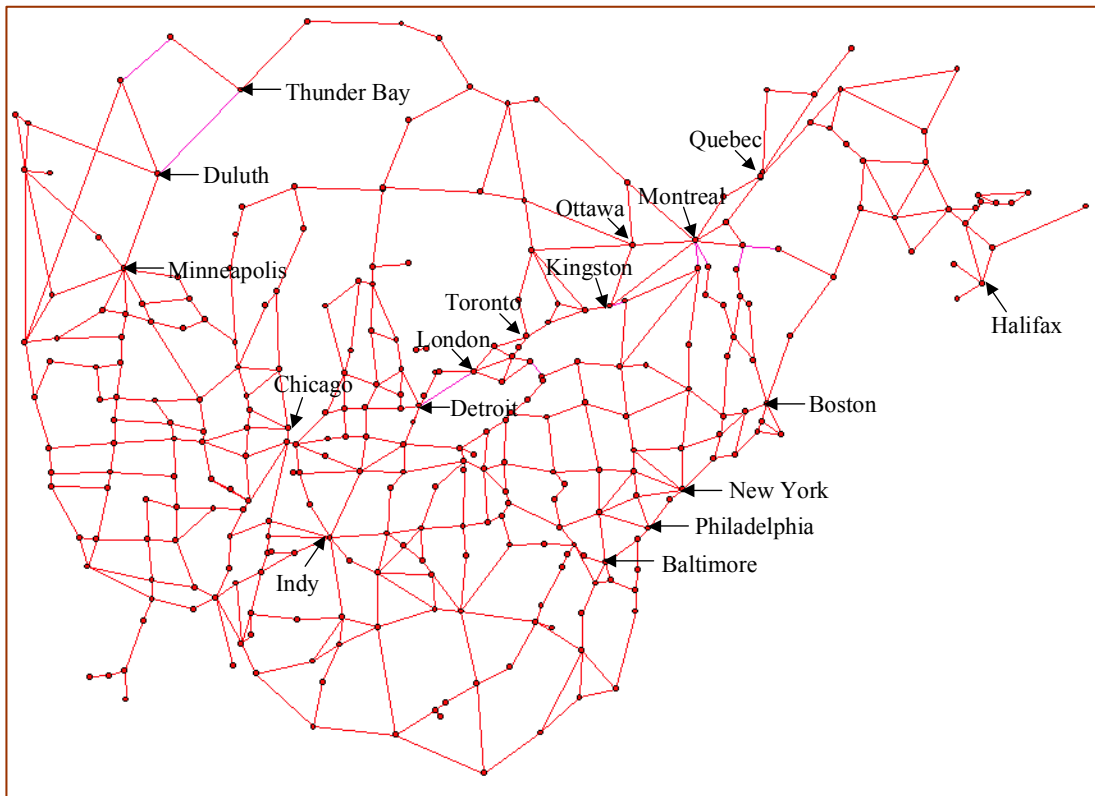 Thunder Bay
Quebec
Duluth
Montreal
Ottawa
Minneapolis
Kingston
Toronto
Halifax
London
Chicago
Detroit
Boston
New York
Philadelphia
Baltimore
Indy